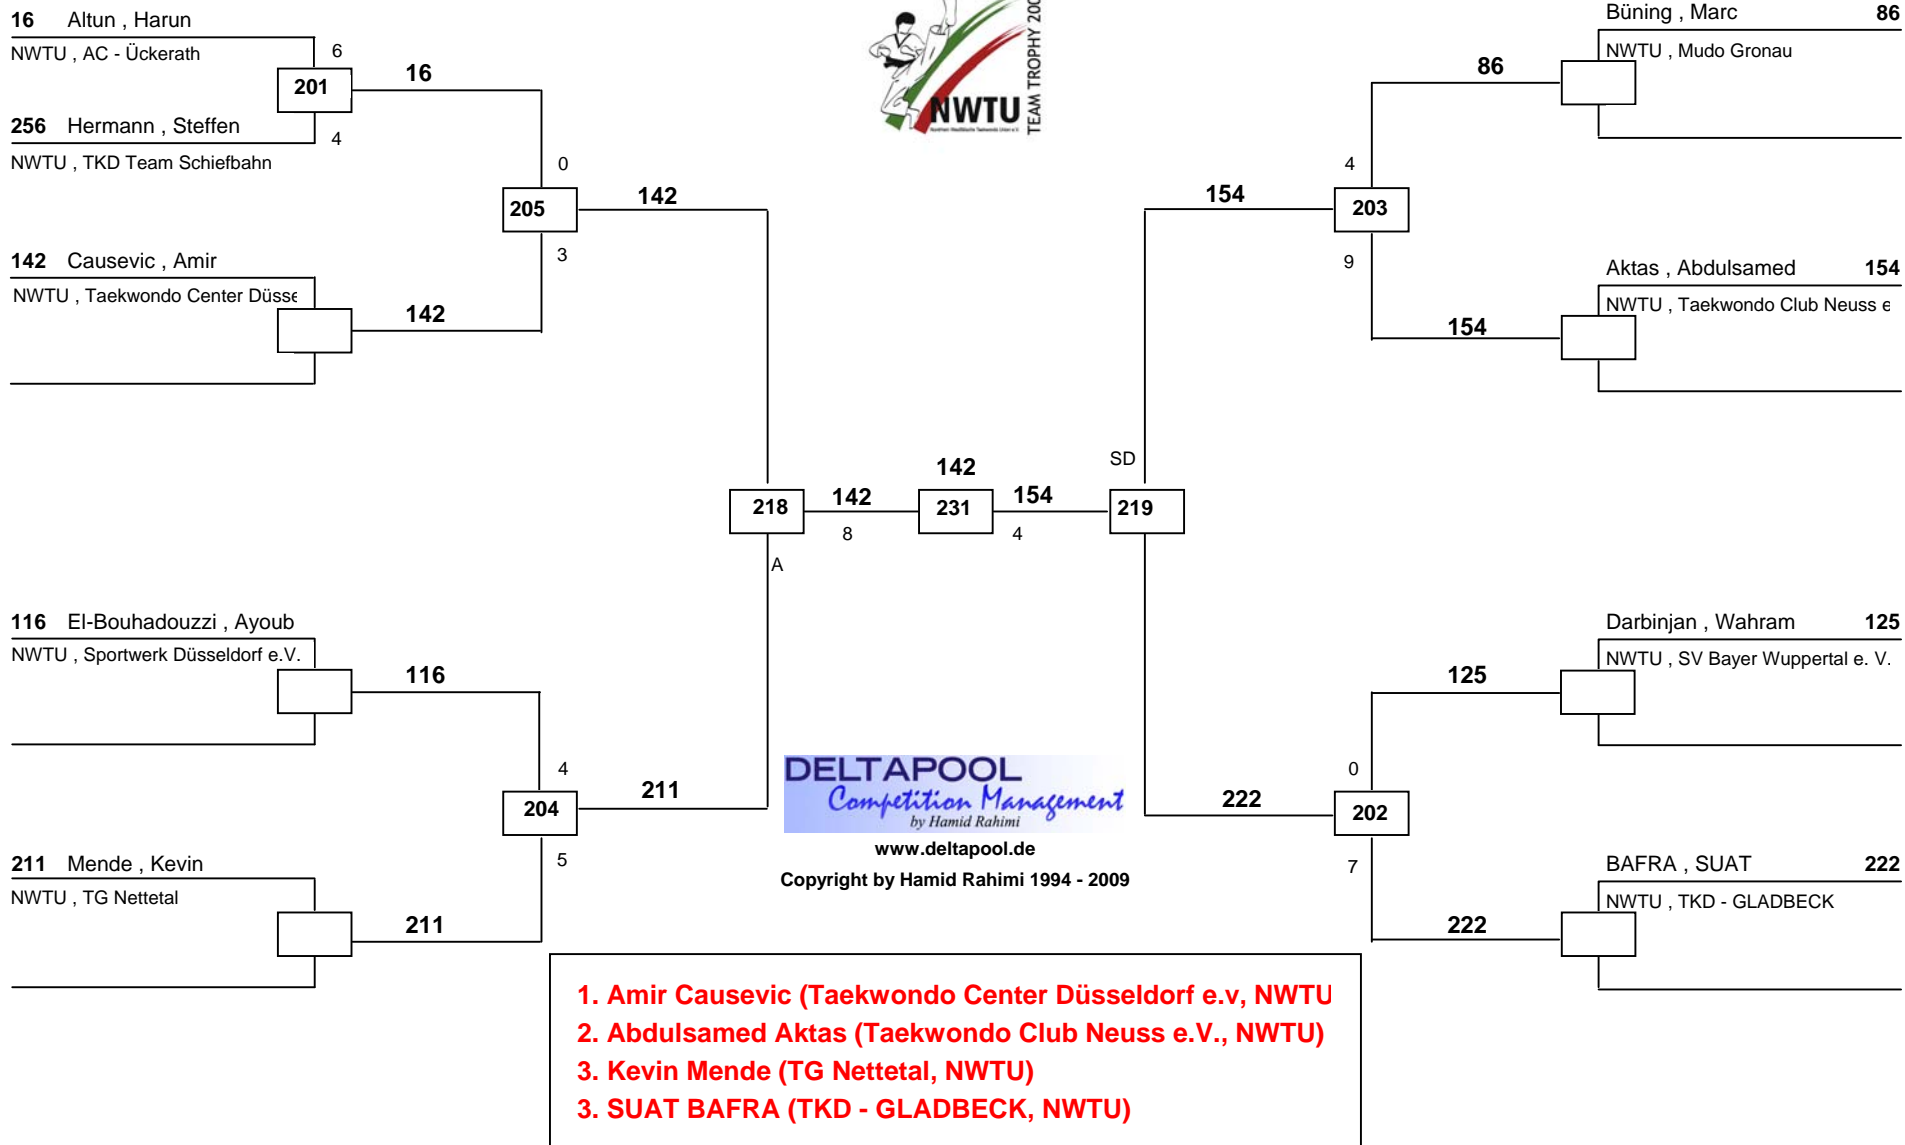 16 Altun , Harun
NWTU , AC - Ückerath
6
201
16
256 Hermann , Steffen
4
NWTU , TKD Team Schiefbahn
0
205
142
3
142 Causevic , Amir
NWTU , Taekwondo Center Düsse
142
NWTU
TEAM TROPHY 200
Büning , Marc 86
NWTU , Mudo Gronau
86
4
154
203
9
Aktas , Abdulsamed 154
NWTU , Taekwondo Club Neuss e
154
218
142
8
A
142
231
154
4
SD
219
116 El-Bouhadouzzi , Ayoub
NWTU , Sportwerk Düsseldorf e.V.
116
4
204
211
5
211 Mende , Kevin
NWTU , TG Nettetal
211
Darbinjan , Wahram 125
NWTU , SV Bayer Wuppertal e. V.
125
0
222
202
7
BAFRA , SUAT 222
NWTU , TKD - GLADBECK
222
DELTAPOOL
Competition Management
by Hamid Rahimi
www.deltapool.de
Copyright by Hamid Rahimi 1994 - 2009
1. Amir Causevic (Taekwondo Center Düsseldorf e.v, NWTU
2. Abdulsamed Aktas (Taekwondo Club Neuss e.V., NWTU)
3. Kevin Mende (TG Nettetal, NWTU)
3. SUAT BAFRA (TKD - GLADBECK, NWTU)